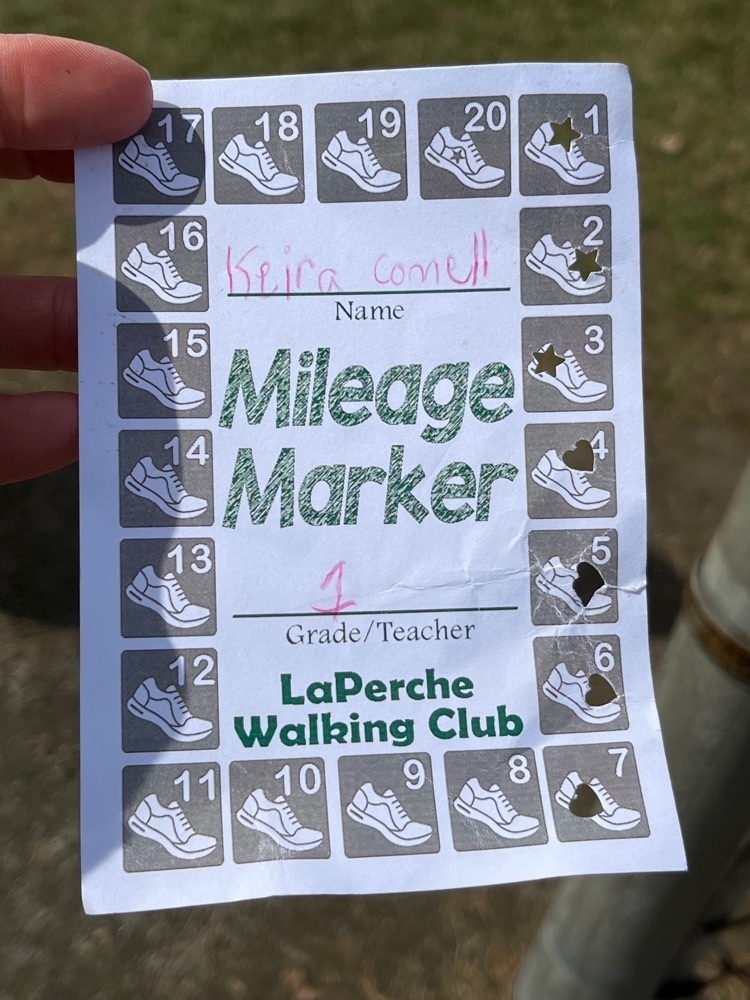 17 18 19 20 1
16 2
Keira Connell
Name
15 3
Mileage
14 4
Marker
13 5
1
Grade/Teacher
12 6
LaPerche
Walking Club
11 10 9 8 7